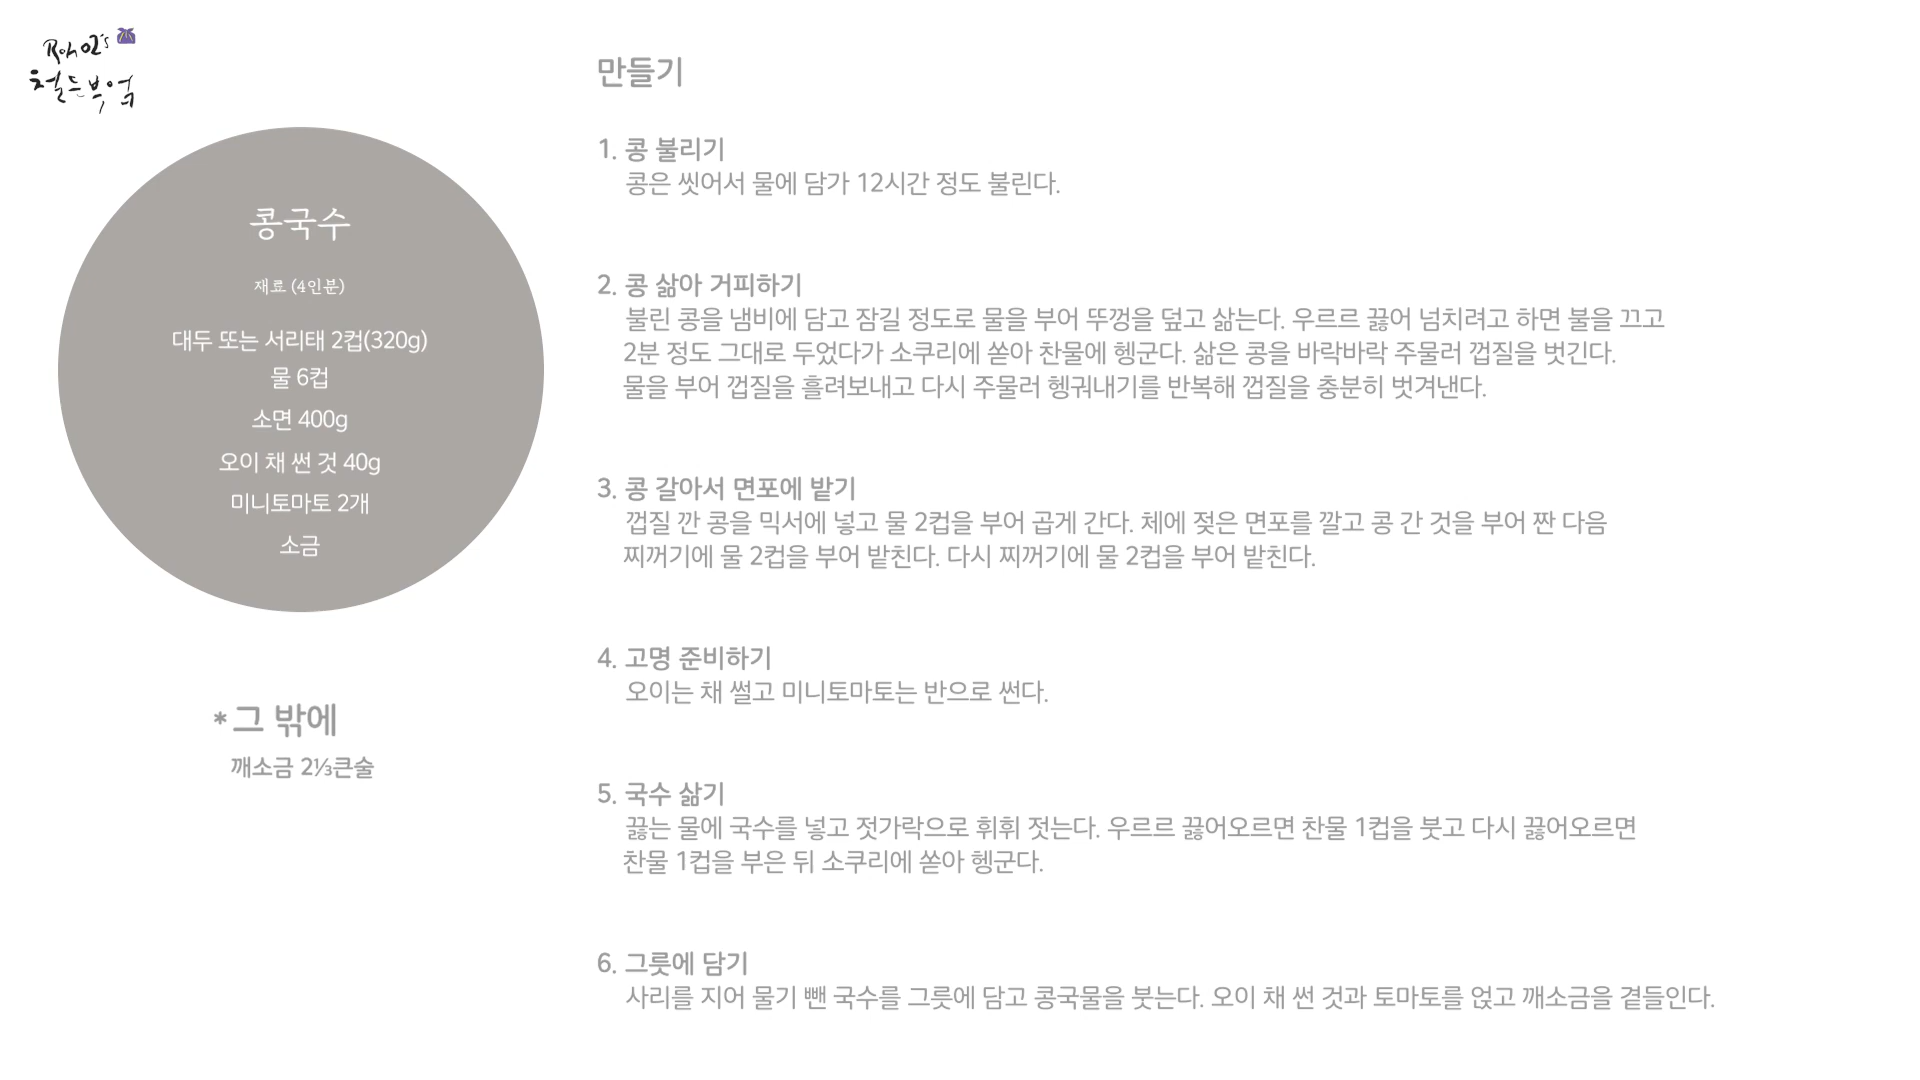 Roh 02's
철든부엌
콩국수
재료 (4인분)
대두 또는 서리태 2컵(320g)
물 6컵
소면 400g
오이 채 썬 것 40g
미니토마토 2개
소금
*그 밖에
깨소금 2⅓큰술
만들기
1. 콩 불리기
콩은 씻어서 물에 담가 12시간 정도 불린다.
2. 콩 삶아 거피하기
불린 콩을 냄비에 담고 잠길 정도로 물을 부어 뚜껑을 덮고 삶는다. 우르르 끓어 넘치려고 하면 불을 끄고
2분 정도 그대로 두었다가 소쿠리에 쏟아 찬물에 헹군다. 삶은 콩을 바락바락 주물러 껍질을 벗긴다.
물을 부어 껍질을 흘려보내고 다시 주물러 헹궈내기를 반복해 껍질을 충분히 벗겨낸다.
3. 콩 갈아서 면포에 밭기
껍질 깐 콩을 믹서에 넣고 물 2컵을 부어 곱게 간다. 체에 젖은 면포를 깔고 콩 간 것을 부어 짠 다음
찌꺼기에 물 2컵을 부어 밭친다. 다시 찌꺼기에 물 2컵을 부어 밭친다.
4. 고명 준비하기
오이는 채 썰고 미니토마토는 반으로 썬다.
5. 국수 삶기
끓는 물에 국수를 넣고 젓가락으로 휘휘 젓는다. 우르르 끓어오르면 찬물 1컵을 붓고 다시 끓어오르면
찬물 1컵을 부은 뒤 소쿠리에 쏟아 헹군다.
6. 그릇에 담기
사리를 지어 물기 뺀 국수를 그릇에 담고 콩국물을 붓는다. 오이 채 썬 것과 토마토를 얹고 깨소금을 곁들인다.